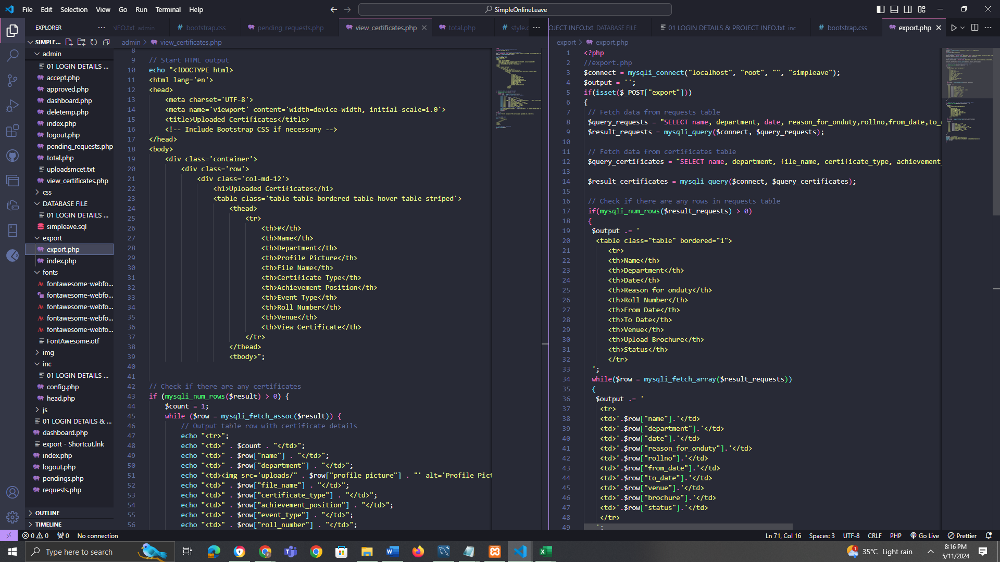 File Edit Selection View Go Run Terminal Help
SimpleOnlineLeave
EXPLORER
NFO.txt admin
bootstrap.css
pending_requests.php
view_certificates.php
total.php
style.c
OJECT INFO.txt DATABASE FILE
01 LOGIN DETAILS & PROJECT INFO.txt inc
bootstrap.css
export.php
SIMPLE...
admin
01 LOGIN DETAILS ...
accept.php
approved.php
dashboard.php
deletemp.php
index.php
logout.php
pending_requests.php
total.php
uploadsmcet.txt
view_certificates.php
css
DATABASE FILE
01 LOGIN DETAILS ...
simpleave.sql
export
export.php
index.php
fonts
fontawesome-webfo...
fontawesome-webfo...
fontawesome-webfo...
fontawesome-webfo...
fontawesome-webfo...
FontAwesome.otf
img
inc
01 LOGIN DETAILS ...
config.php
head.php
js
01 LOGIN DETAILS & ...
dashboard.php
export - Shortcut.lnk
index.php
logout.php
pendings.php
requests.php
OUTLINE
TIMELINE
admin > view_certificates.php
8
9 // Start HTML output
10 echo "<!DOCTYPE html>
11 <html lang='en'>
12 <head>
13 <meta charset='UTF-8'>
14 <meta name='viewport' content='width=device-width, initial-scale=1.0'>
15 <title>Uploaded Certificates</title>
16 <!-- Include Bootstrap CSS if necessary -->
17 </head>
18 <body>
19 <div class='container'>
20 <div class='row'>
21 <div class='col-md-12'>
22 <h1>Uploaded Certificates</h1>
23 <table class='table table-bordered table-hover table-striped'>
24 <thead>
25 <tr>
26 <th>#</th>
27 <th>Name</th>
28 <th>Department</th>
29 <th>Profile Picture</th>
30 <th>File Name</th>
31 <th>Certificate Type</th>
32 <th>Achievement Position</th>
33 <th>Event Type</th>
34 <th>Roll Number</th>
35 <th>Venue</th>
36 <th>View Certificate</th>
37 </tr>
38 </thead>
39 <tbody>";
40
41
42 // Check if there are any certificates
43 if (mysqli_num_rows($result) > 0) {
44 $count = 1;
45 while ($row = mysqli_fetch_assoc($result)) {
46 // Output table row with certificate details
47 echo "<tr>";
48 echo "<td>" . $count . "</td>";
49 echo "<td>" . $row["name"] . "</td>";
50 echo "<td>" . $row["department"] . "</td>";
51 echo "<td><img src='uploads/" . $row["profile_picture"] . "' alt='Profile Pict
52 echo "<td>" . $row["file_name"] . "</td>";
53 echo "<td>" . $row["certificate_type"] . "</td>";
54 echo "<td>" . $row["achievement_position"] . "</td>";
55 echo "<td>" . $row["event_type"] . "</td>";
56 echo "<td>" . $row["roll_number"] . "</td>";
export > export.php
1 <?php
2 //export.php
3 $connect = mysqli_connect("localhost", "root", "", "simpleave");
4 $output = '';
5 if(isset($_POST["export"]))
6 {
7 // Fetch data from requests table
8 $query_requests = "SELECT name, department, date, reason_for_onduty,rollno,from_date,to_
9 $result_requests = mysqli_query($connect, $query_requests);
10
11 // Fetch data from certificates table
12 $query_certificates = "SELECT name, department, file_name, certificate_type, achievement_
13
14 $result_certificates = mysqli_query($connect, $query_certificates);
15
16 // Check if there are any rows in requests table
17 if(mysqli_num_rows($result_requests) > 0)
18 {
19 $output .= '
20 <table class="table" bordered="1">
21 <tr>
22 <th>Name</th>
23 <th>Department</th>
24 <th>Date</th>
25 <th>Reason for onduty</th>
26 <th>Roll Number</th>
27 <th>From Date</th>
28 <th>To Date</th>
29 <th>Venue</th>
30 <th>Upload Brochure</th>
31 <th>Status</th>
32 </tr>
33 ';
34 while($row = mysqli_fetch_array($result_requests))
35 {
36 $output .= '
37 <tr>
38 <td>'.$row["name"].'</td>
39 <td>'.$row["department"].'</td>
40 <td>'.$row["date"].'</td>
41 <td>'.$row["reason_for_onduty"].'</td>
42 <td>'.$row["rollno"].'</td>
43 <td>'.$row["from_date"].'</td>
44 <td>'.$row["to_date"].'</td>
45 <td>'.$row["venue"].'</td>
46 <td>'.$row["brochure"].'</td>
47 <td>'.$row["status"].'</td>
48 </tr>
49 ';
0 0 0 No connection
Ln 71, Col 16 Spaces: 3 UTF-8 CRLF PHP Go Live Prettier
Type here to search
1 35°C Light rain
8:16 PM
5/11/2024